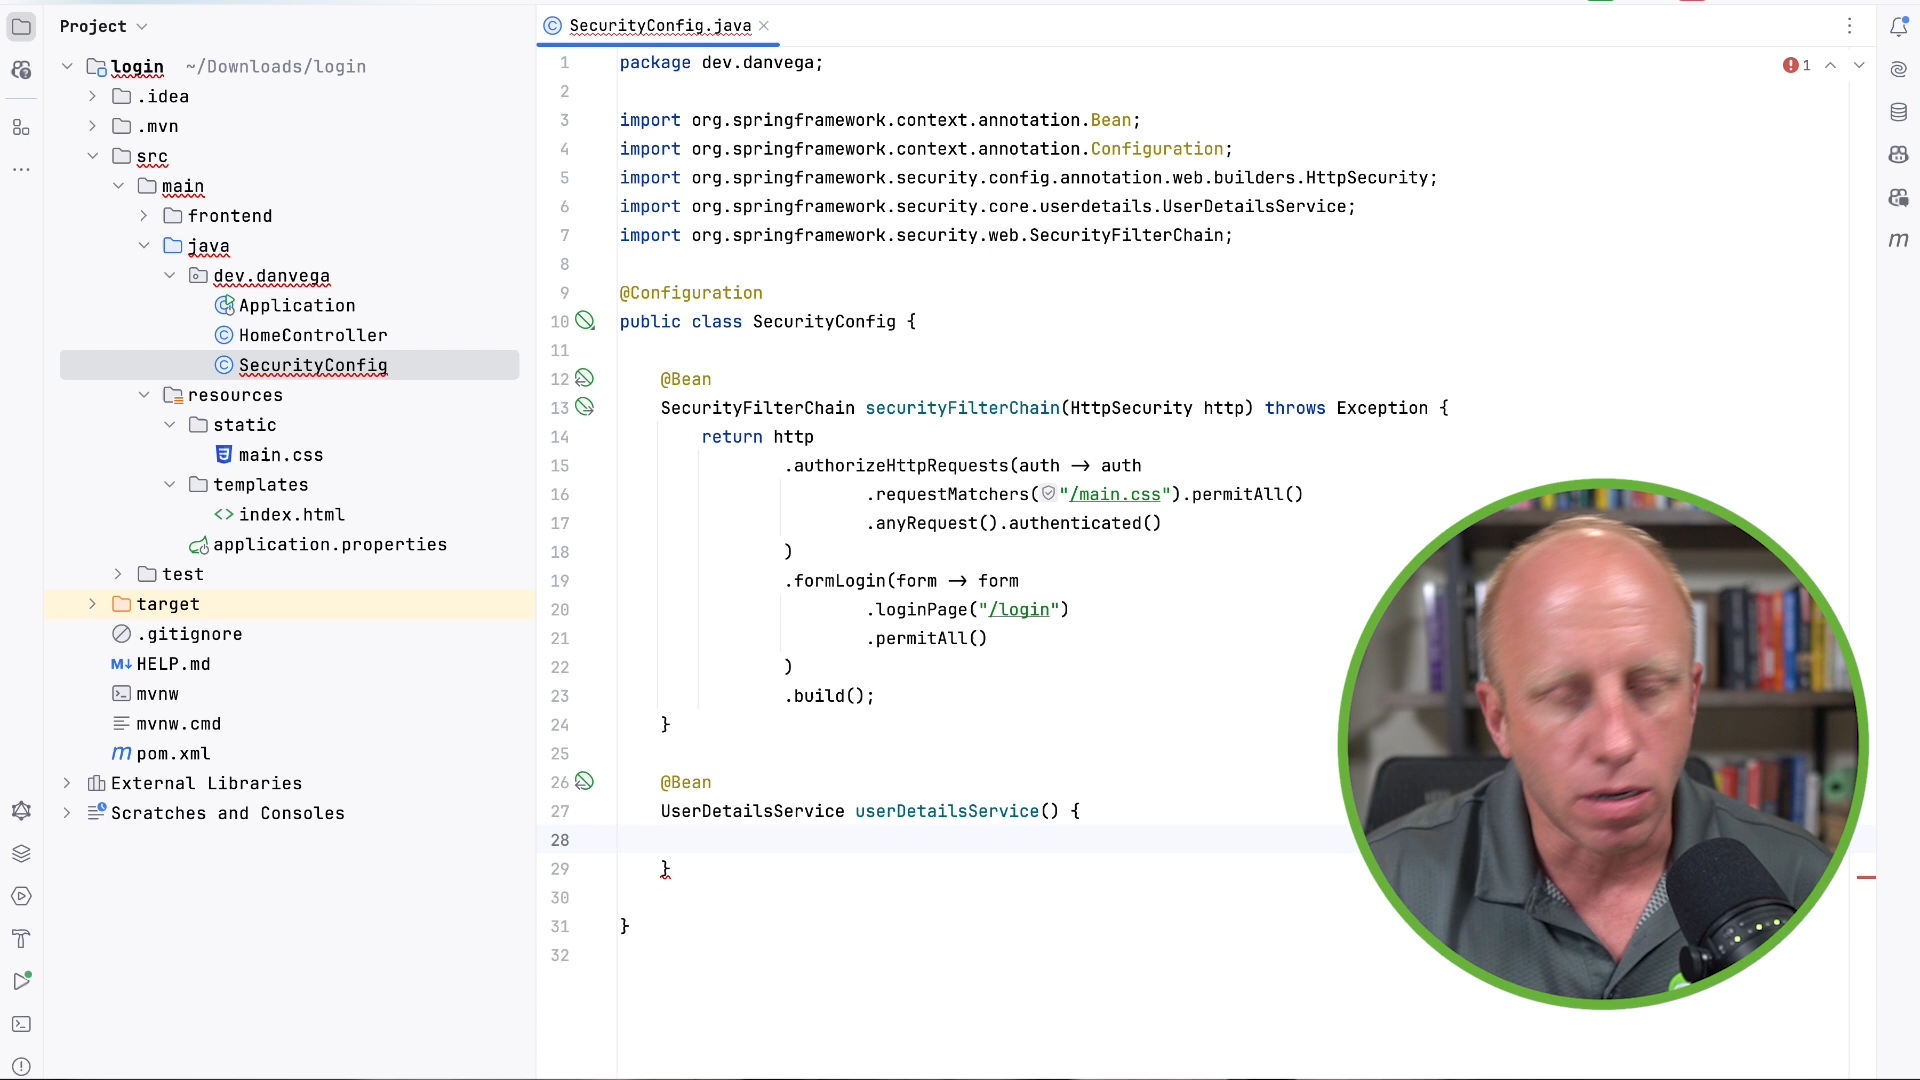 Project
login ~/Downloads/login
.idea
.mvn
src
main
frontend
java
dev.danvega
Application
HomeController
SecurityConfig
resources
static
main.css
templates
index.html
application.properties
test
target
.gitignore
M↓ HELP.md
mvnw
mvnw.cmd
m pom.xml
External Libraries
Scratches and Consoles
SecurityConfig.java
1
1 package dev.danvega;
2
3 import org.springframework.context.annotation.Bean;
4 import org.springframework.context.annotation.Configuration;
5 import org.springframework.security.config.annotation.web.builders.HttpSecurity;
6 import org.springframework.security.core.userdetails.UserDetailsService;
7 import org.springframework.security.web.SecurityFilterChain;
8
9 @Configuration
10 public class SecurityConfig {
11
12 @Bean
13 SecurityFilterChain securityFilterChain(HttpSecurity http) throws Exception {
14 return http
15 .authorizeHttpRequests(auth → auth
16 .requestMatchers("/main.css").permitAll()
17 .anyRequest().authenticated()
18 )
19 .formLogin(form → form
20 .loginPage("/login")
21 .permitAll()
22 )
23 .build();
24 }
25
26 @Bean
27 UserDetailsService userDetailsService() {
28
29 }
30
31 }
32
m